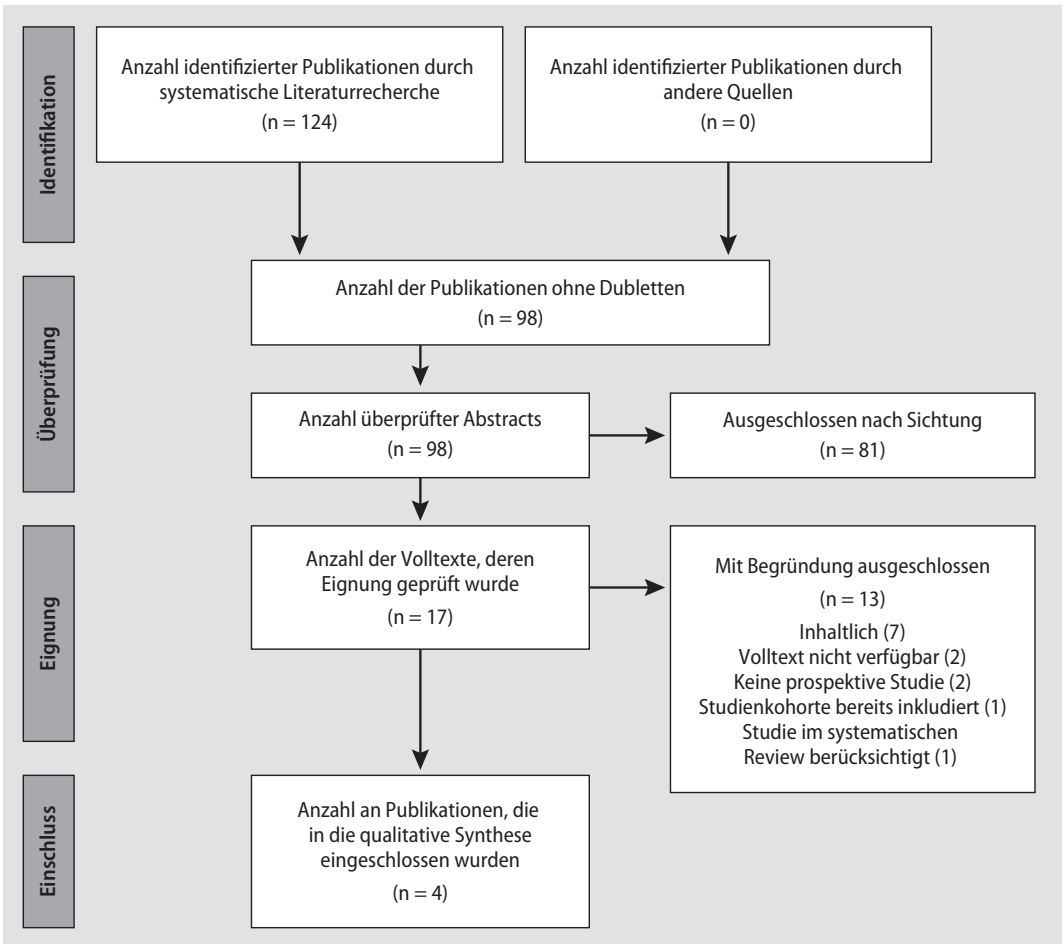 Identifikation
Anzahl identifizierter Publikationen durch
systematische Literaturrecherche
(n = 124)
Anzahl identifizierter Publikationen durch
andere Quellen
(n = 0)
Überprüfung
Anzahl der Publikationen ohne Dubletten
(n = 98)
Anzahl überprüfter Abstracts
(n = 98)
Ausgeschlossen nach Sichtung
(n = 81)
Eignung
Anzahl der Volltexte, deren
Eignung geprüft wurde
(n = 17)
Mit Begründung ausgeschlossen
(n = 13)
Inhaltlich (7)
Volltext nicht verfügbar (2)
Keine prospektive Studie (2)
Studienkohorte bereits inkludiert (1)
Studie im systematischen
Review berücksichtigt (1)
Einschluss
Anzahl an Publikationen, die
in die qualitative Synthese
eingeschlossen wurden
(n = 4)